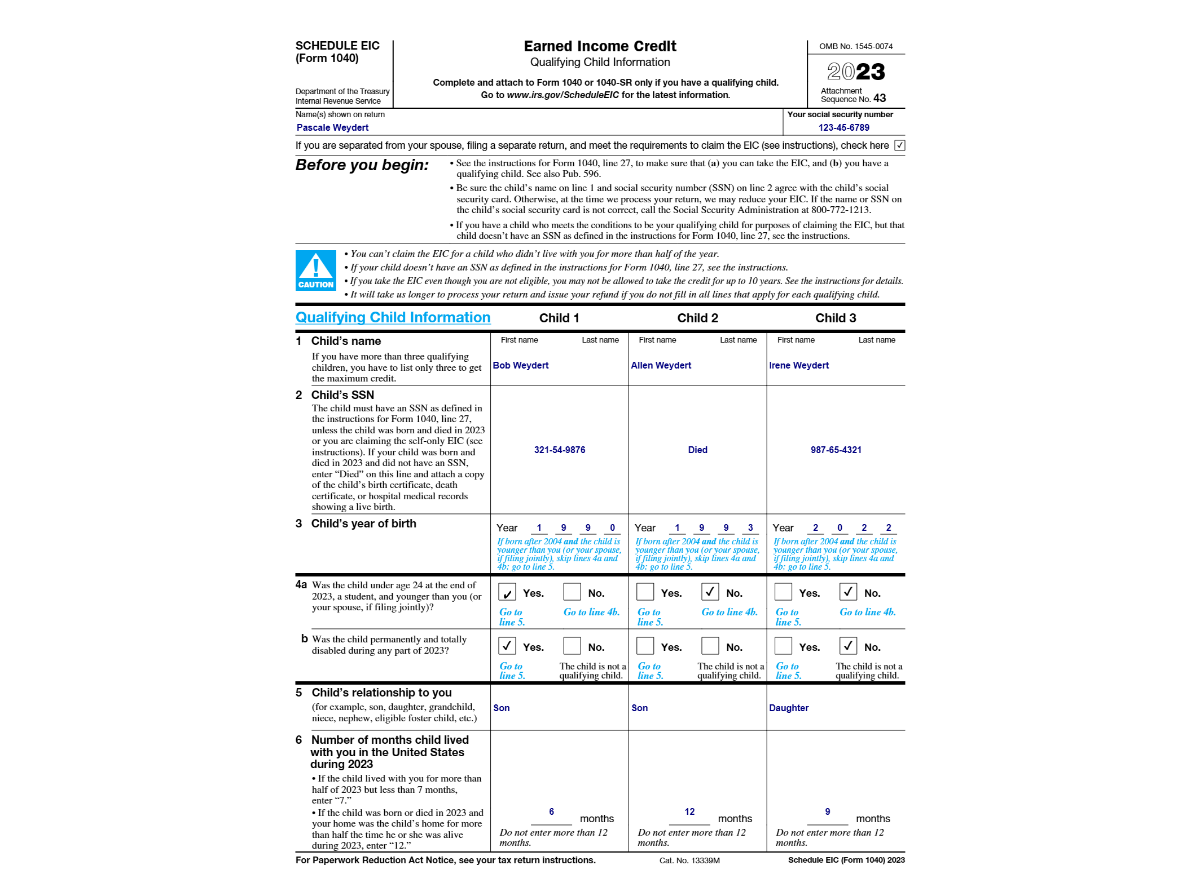 SCHEDULE EIC
(Form 1040)
Department of the Treasury
Internal Revenue Service
Earned Income Credit
Qualifying Child Information
Complete and attach to Form 1040 or 1040-SR only if you have a qualifying child.
Go to www.irs.gov/ScheduleEIC for the latest information.
OMB No. 1545-0074
2023
Attachment
Sequence No. 43
Name(s) shown on return
Pascale Weydert
Your social security number
123-45-6789
If you are separated from your spouse, filing a separate return, and meet the requirements to claim the EIC (see instructions), check here ✓
Before you begin:
• See the instructions for Form 1040, line 27, to make sure that (a) you can take the EIC, and (b) you have a
qualifying child. See also Pub. 596.
• Be sure the child's name on line 1 and social security number (SSN) on line 2 agree with the child's social
security card. Otherwise, at the time we process your return, we may reduce your EIC. If the name or SSN on
the child's social security card is not correct, call the Social Security Administration at 800-772-1213.
• If you have a child who meets the conditions to be your qualifying child for purposes of claiming the EIC, but that
child doesn't have an SSN as defined in the instructions for Form 1040, line 27, see the instructions.
CAUTION
• You can't claim the EIC for a child who didn't live with you for more than half of the year.
• If your child doesn't have an SSN as defined in the instructions for Form 1040, line 27, see the instructions.
• If you take the EIC even though you are not eligible, you may not be allowed to take the credit for up to 10 years. See the instructions for details.
• It will take us longer to process your return and issue your refund if you do not fill in all lines that apply for each qualifying child.
Qualifying Child Information Child 1 Child 2 Child 3
1 Child's name
If you have more than three qualifying
children, you have to list only three to get
the maximum credit.
First name Last name First name Last name First name Last name
Bob Weydert Allen Weydert Irene Weydert
2 Child's SSN
The child must have an SSN as defined in
the instructions for Form 1040, line 27,
unless the child was born and died in 2023
or you are claiming the self-only EIC (see
instructions). If your child was born and
died in 2023 and did not have an SSN,
enter "Died" on this line and attach a copy
of the child's birth certificate, death
certificate, or hospital medical records
showing a live birth.
321-54-9876 Died 987-65-4321
3 Child's year of birth
Year 1 9 9 0 Year 1 9 9 3 Year 2 0 2 2
If born after 2004 and the child is
younger than you (or your spouse,
if filing jointly), skip lines 4a and
4b; go to line 5.
If born after 2004 and the child is
younger than you (or your spouse,
if filing jointly), skip lines 4a and
4b; go to line 5.
If born after 2004 and the child is
younger than you (or your spouse,
if filing jointly), skip lines 4a and
4b; go to line 5.
4a Was the child under age 24 at the end of
2023, a student, and younger than you (or
your spouse, if filing jointly)?
✓ Yes. No. Yes. ✓ No. Yes. ✓ No.
Go to
line 5.
Go to line 4b.
Go to
line 5.
Go to line 4b.
Go to
line 5.
Go to line 4b.
b Was the child permanently and totally
disabled during any part of 2023?
✓ Yes. No. Yes. No. Yes. ✓ No.
Go to
line 5.
The child is not a
qualifying child.
Go to
line 5.
The child is not a
qualifying child.
Go to
line 5.
The child is not a
qualifying child.
5 Child's relationship to you
(for example, son, daughter, grandchild,
niece, nephew, eligible foster child, etc.)
Son Son Daughter
6 Number of months child lived
with you in the United States
during 2023
• If the child lived with you for more than
half of 2023 but less than 7 months,
enter "7."
• If the child was born or died in 2023 and
your home was the child's home for more
than half the time he or she was alive
during 2023, enter "12."
6 months 12 months 9 months
Do not enter more than 12
months.
Do not enter more than 12
months.
Do not enter more than 12
months.
For Paperwork Reduction Act Notice, see your tax return instructions. Cat. No. 13339M Schedule EIC (Form 1040) 2023